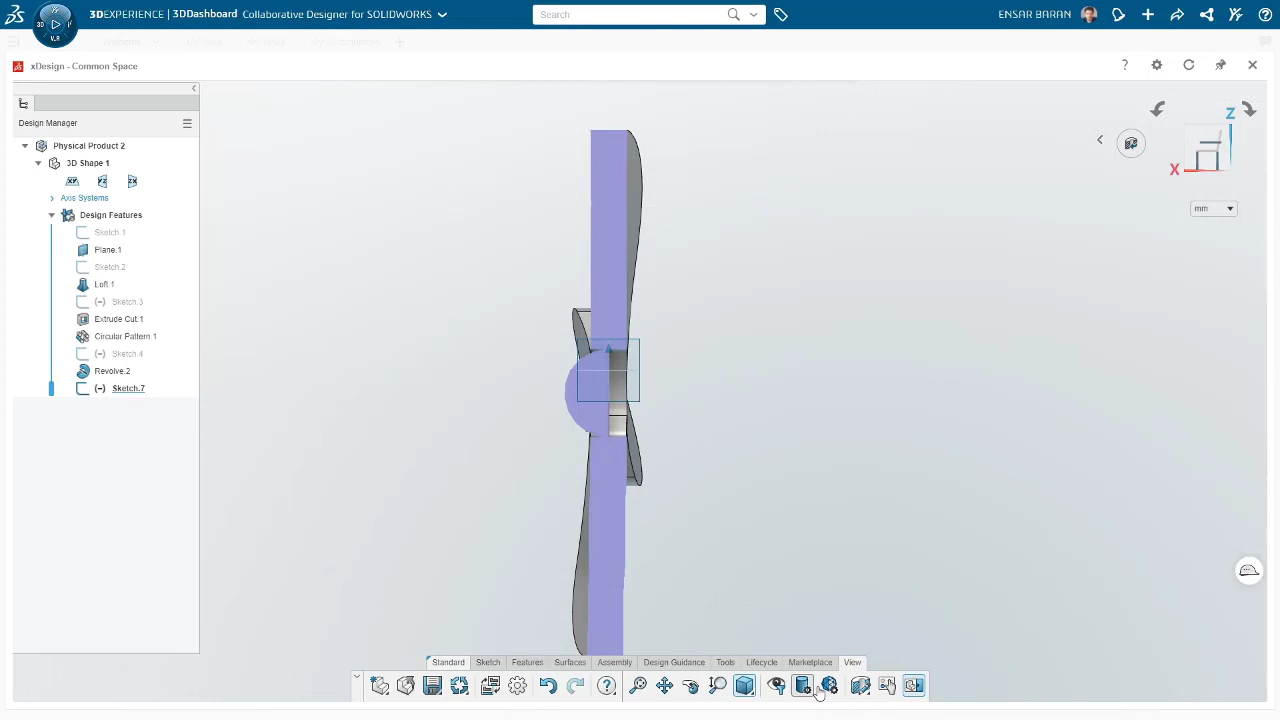 3DEXPERIENCE | 3DDashboard Collaborative Designer for SOLIDWORKS
Search
ENSAR BARAN
3D
V.R
xDesign - Common Space
Design Manager
Physical Product 2
3D Shape 1
XY
YZ
ZX
Axis Systems
Design Features
Sketch.1
Plane.1
Sketch.2
Loft.1
(-) Sketch.3
Extrude Cut.1
Circular Pattern.1
(-) Sketch.4
Revolve.2
(-) Sketch.7
Z
X
mm
Standard Sketch Features Surfaces Assembly Design Guidance Tools Lifecycle Marketplace View